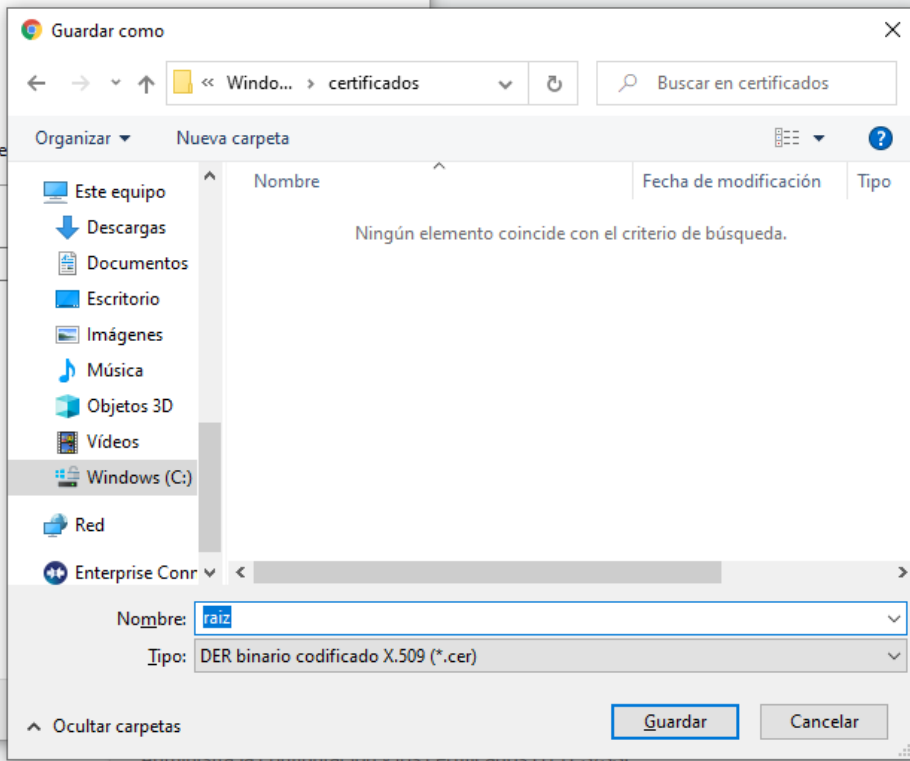 Guardar como
« Windo... › certificados
Buscar en certificados
Organizar
Nueva carpeta
?
Nombre
Fecha de modificación
Tipo
Ningún elemento coincide con el criterio de búsqueda.
Este equipo
Descargas
Documentos
Escritorio
Imágenes
Música
Objetos 3D
Vídeos
Windows (C:)
Red
Enterprise Conr
Nombre: raiz
Tipo: DER binario codificado X.509 (*.cer)
Ocultar carpetas
Guardar
Cancelar